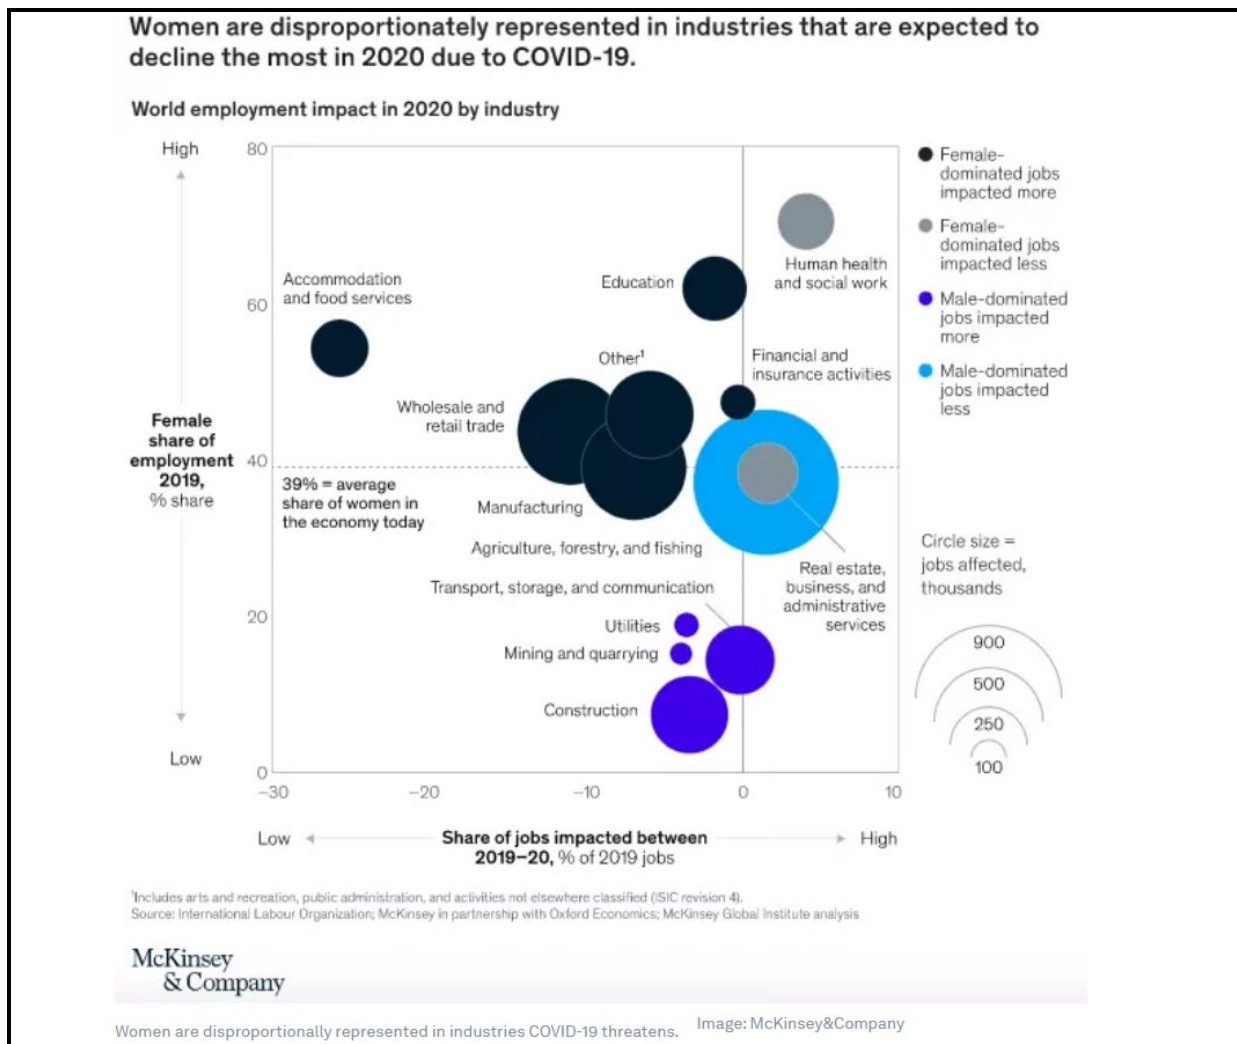 Women are disproportionately represented in industries that are expected to
decline the most in 2020 due to COVID-19.
World employment impact in 2020 by industry
High
Female
share of
employment
2019,
% share
Low
80
60
40
20
0
−30
−20
−10
0
10
Human health
and social work
Education
Accommodation
and food services
Other¹
Financial and
insurance activities
Wholesale and
retail trade
39% = average
share of women in
the economy today
Manufacturing
Agriculture, forestry, and fishing
Transport, storage, and communication
Real estate,
business, and
administrative
services
Utilities
Mining and quarrying
Construction
Female-
dominated jobs
impacted more
Female-
dominated jobs
impacted less
Male-dominated
jobs impacted
more
Male-dominated
jobs impacted
less
Circle size =
jobs affected,
thousands
900
500
250
100
Low
Share of jobs impacted between
2019−20, % of 2019 jobs
High
¹Includes arts and recreation, public administration, and activities not elsewhere classified (ISIC revision 4).
Source: International Labour Organization; McKinsey in partnership with Oxford Economics; McKinsey Global Institute analysis
McKinsey
& Company
Women are disproportionally represented in industries COVID-19 threatens.
Image: McKinsey&Company